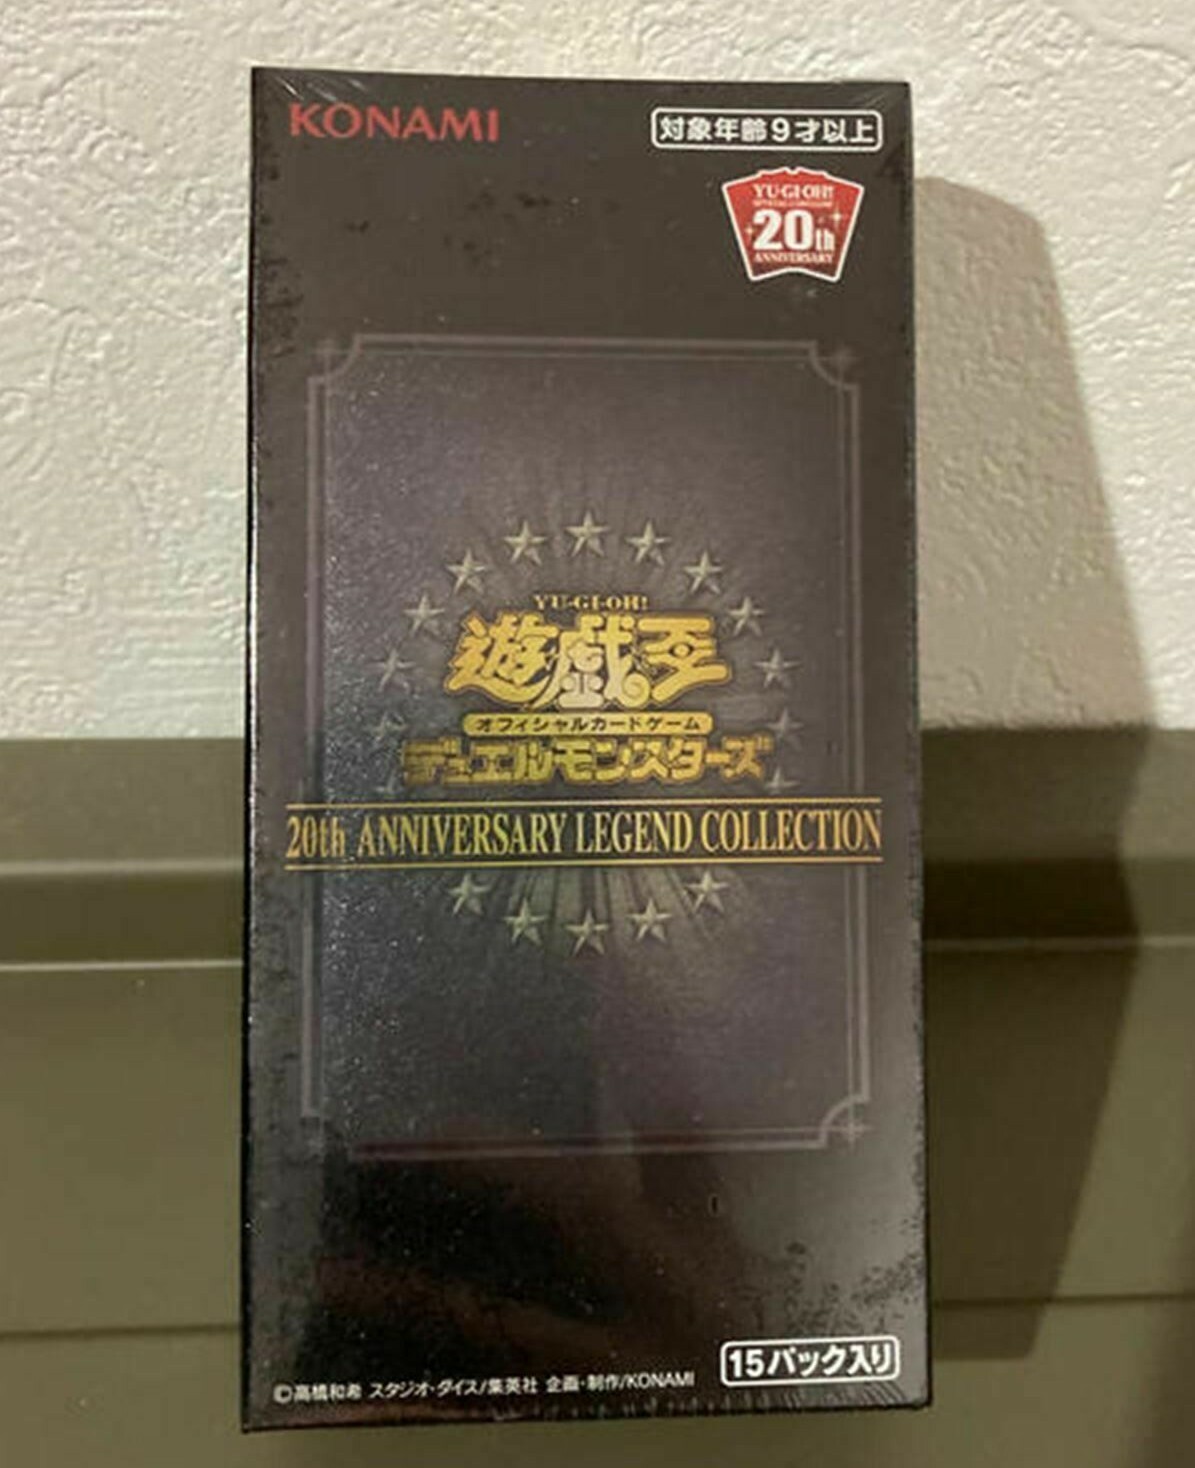 KONAMI
対象年齢9才以上
YU-GI-OH!
20th
ANNIVERSARY
YU-GI-OH!
遊戯王
オフィシャルカードゲーム
デュエルモンスターズ
20th ANNIVERSARY LEGEND COLLECTION
15パック入り
©高橋和希 スタジオ・ダイス/集英社 企画・制作/KONAMI